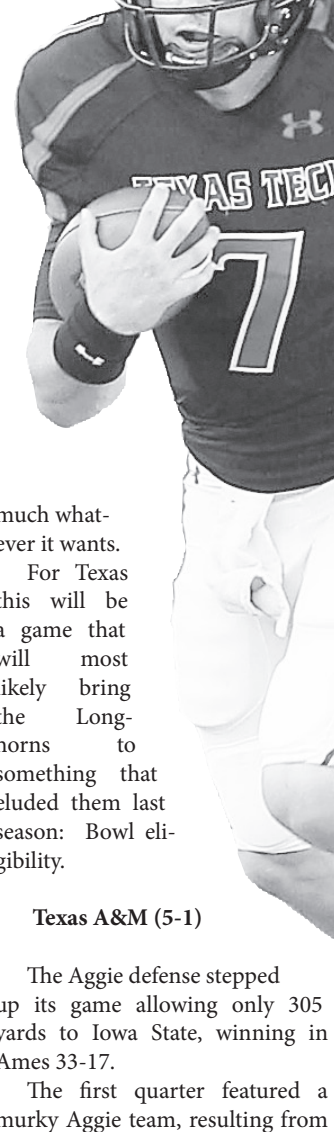 TEXAS TECH
7
much what-
ever it wants.
For Texas
this will be
a game that
will most
likely bring
the Long-
horns to
something that
eluded them last
season: Bowl eli-
gibility.
Texas A&M (5-1)
The Aggie defense stepped
up its game allowing only 305
yards to Iowa State, winning in
Ames 33-17.
The first quarter featured a
murky Aggie team, resulting from